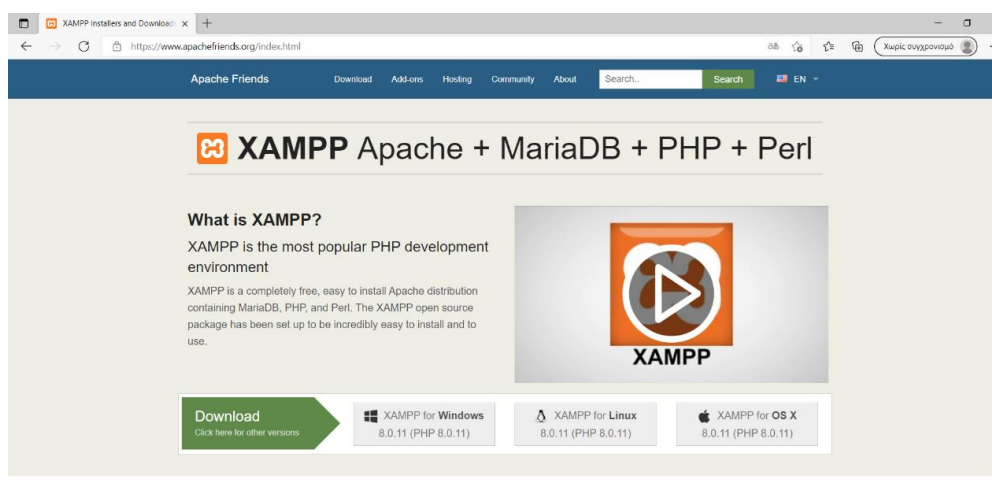 XAMPP Installers and Download
https://www.apachefriends.org/index.html
Χωρίς συγχρονισμό
Apache Friends
Download Add-ons Hosting Community About Search.. Search EN
XAMPP Apache + MariaDB + PHP + Perl
What is XAMPP?
XAMPP is the most popular PHP development
environment
XAMPP is a completely free, easy to install Apache distribution
containing MariaDB, PHP, and Perl. The XAMPP open source
package has been set up to be incredibly easy to install and to
use.
XAMPP
Download
Click here for other versions
XAMPP for Windows
8.0.11 (PHP 8.0.11)
XAMPP for Linux
8.0.11 (PHP 8.0.11)
XAMPP for OS X
8.0.11 (PHP 8.0.11)